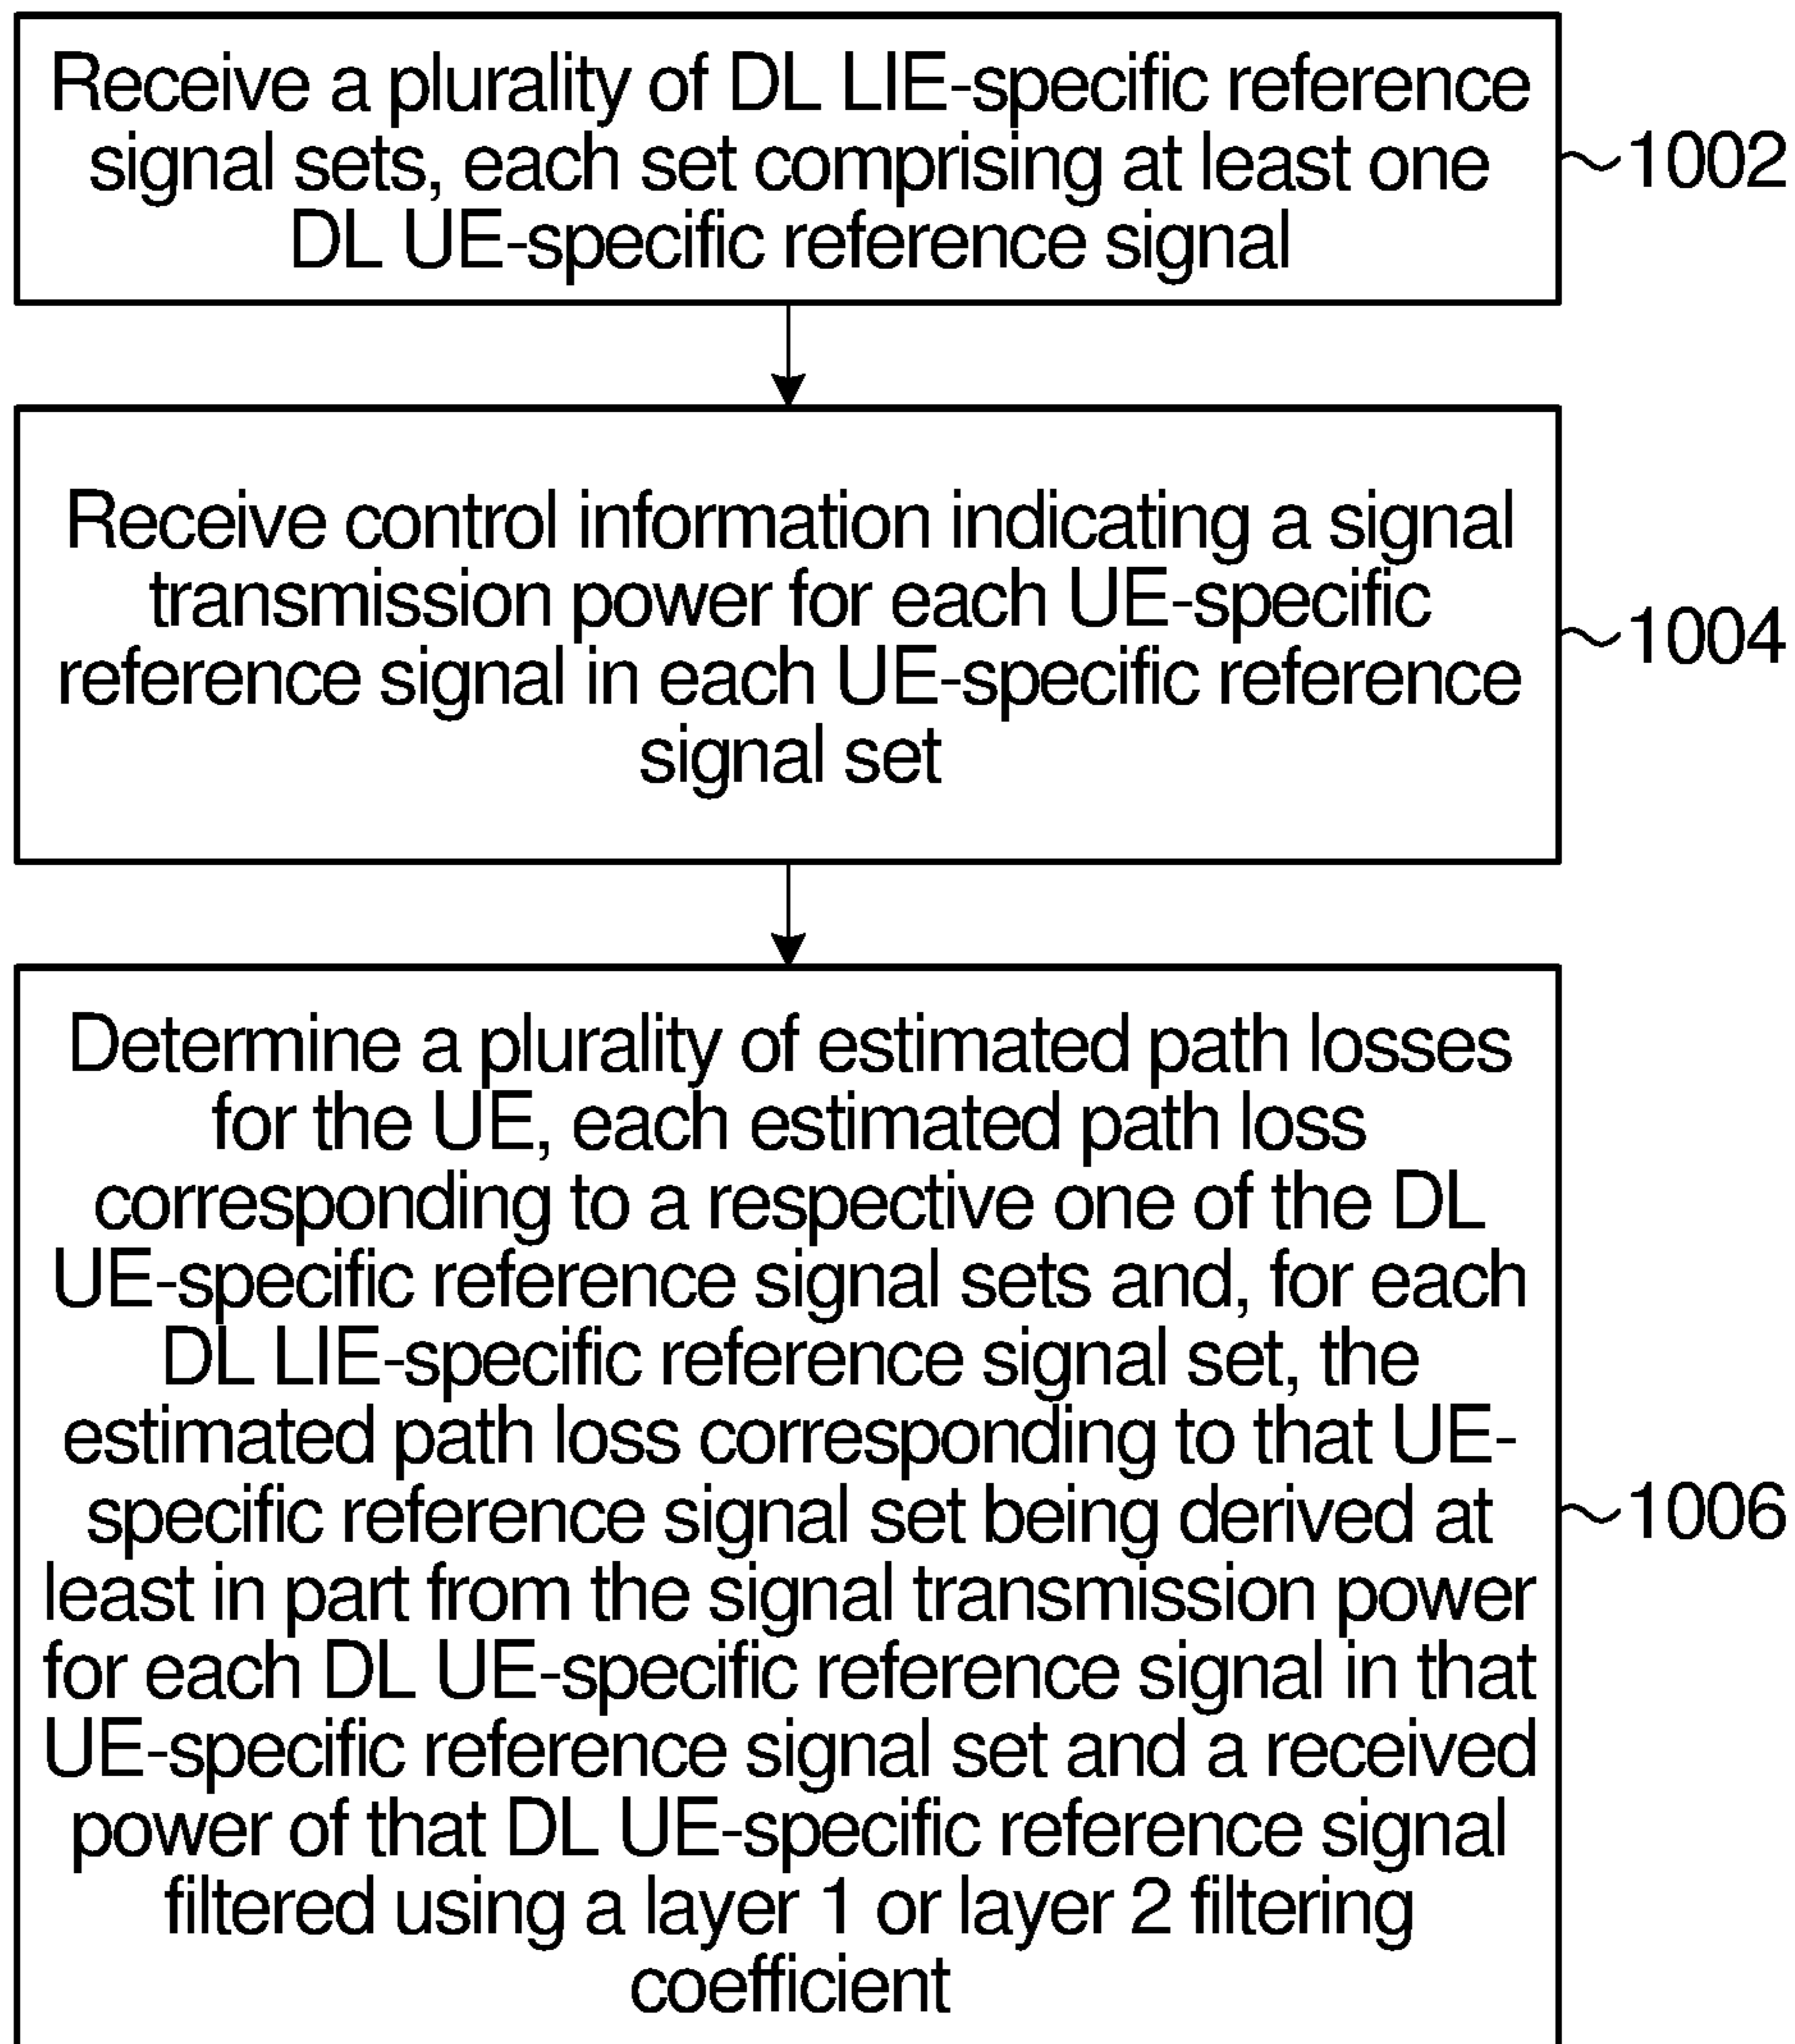 Receive a plurality of DL LIE-specific reference
signal sets, each set comprising at least one
DL UE-specific reference signal
~1002
Receive control information indicating a signal
transmission power for each UE-specific
reference signal in each UE-specific reference
signal set
~1004
Determine a plurality of estimated path losses
for the UE, each estimated path loss
corresponding to a respective one of the DL
UE-specific reference signal sets and, for each
DL LIE-specific reference signal set, the
estimated path loss corresponding to that UE-
specific reference signal set being derived at
least in part from the signal transmission power
for each DL UE-specific reference signal in that
UE-specific reference signal set and a received
power of that DL UE-specific reference signal
filtered using a layer 1 or layer 2 filtering
coefficient
~1006